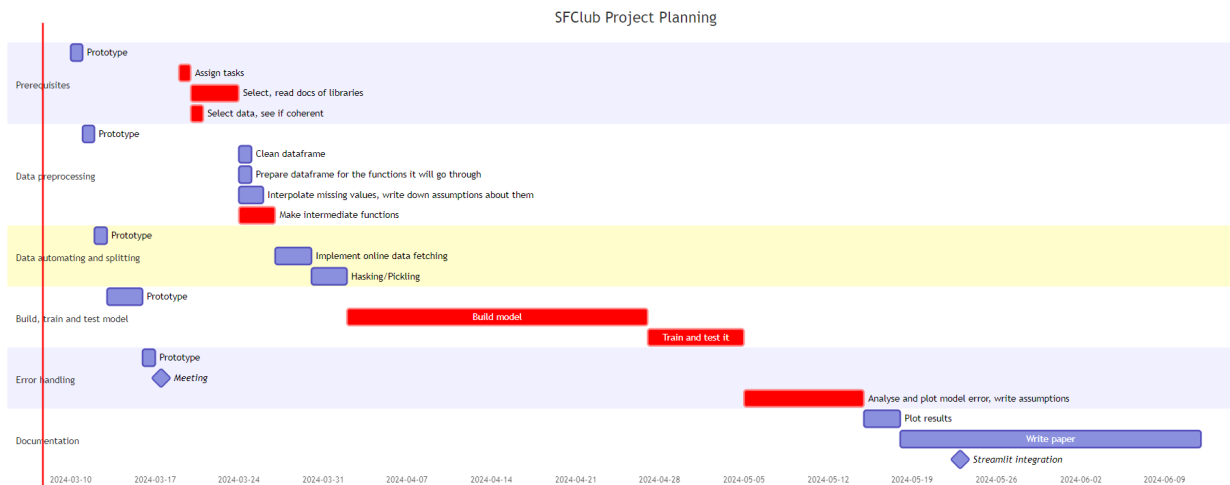 SFClub Project Planning
Prototype
Assign tasks
Prerequisites
Select, read docs of libraries
Select data, see if coherent
Prototype
Clean dataframe
Data preprocessing
Prepare dataframe for the functions it will go through
Interpolate missing values, write down assumptions about them
Make intermediate functions
Prototype
Data automating and splitting
Implement online data fetching
Hasking/Pickling
Prototype
Build, train and test model
Build model
Train and test it
Prototype
Error handling
Meeting
Analyse and plot model error, write assumptions
Plot results
Documentation
Write paper
Streamlit integration
2024-03-10 2024-03-17 2024-03-24 2024-03-31 2024-04-07 2024-04-14 2024-04-21 2024-04-28 2024-05-05 2024-05-12 2024-05-19 2024-05-26 2024-06-02 2024-06-09